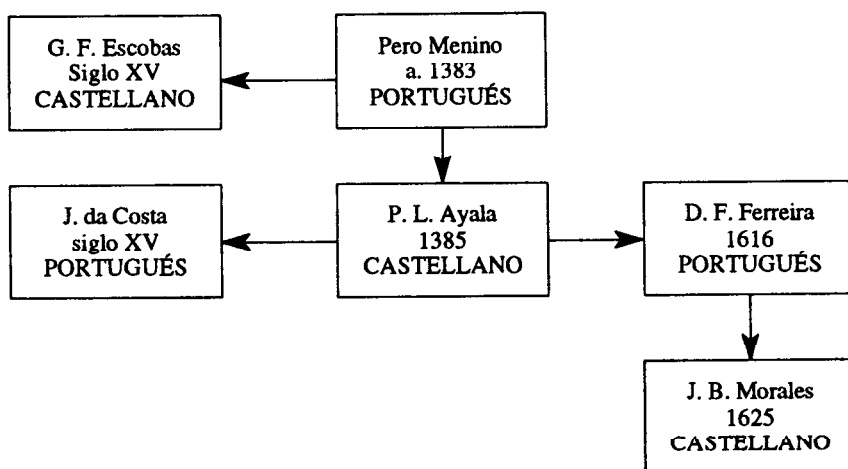 G. F. Escobas
Siglo XV
CASTELLANO
Pero Menino
a. 1383
PORTUGUÉS
J. da Costa
siglo XV
PORTUGUÉS
P. L. Ayala
1385
CASTELLANO
D. F. Ferreira
1616
PORTUGUÉS
J. B. Morales
1625
CASTELLANO